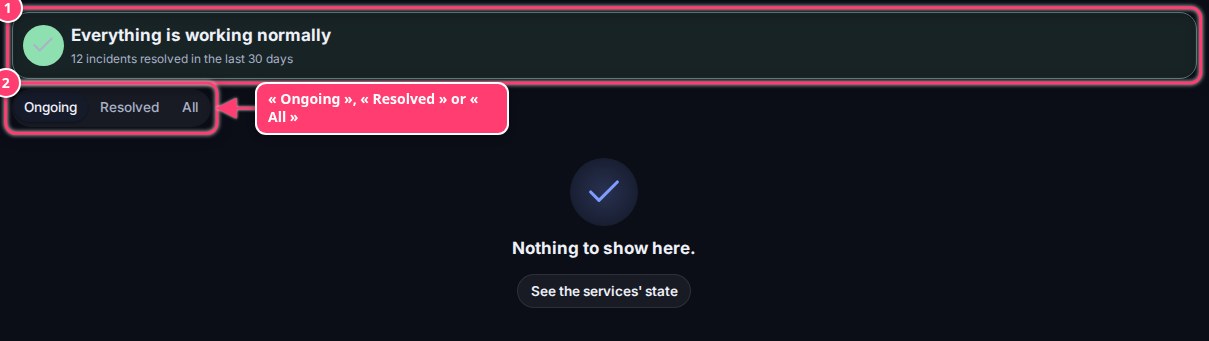 1
Everything is working normally
12 incidents resolved in the last 30 days
2
Ongoing Resolved All
« Ongoing », « Resolved » or «
All »
Nothing to show here.
See the services' state